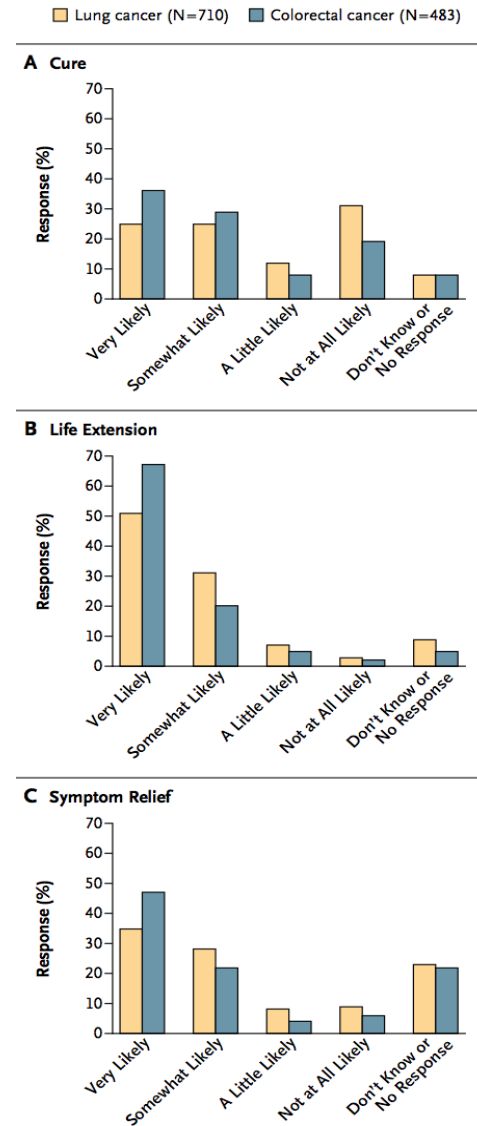 Lung cancer (N=710) Colorectal cancer (N=483)
A Cure
Response (%)
70
60
50
40
30
20
10
0
Very Likely
Somewhat Likely
A Little Likely
Not at All Likely
Don't Know or
No Response
B Life Extension
Response (%)
70
60
50
40
30
20
10
0
Very Likely
Somewhat Likely
A Little Likely
Not at All Likely
Don't Know or
No Response
C Symptom Relief
Response (%)
70
60
50
40
30
20
10
0
Very Likely
Somewhat Likely
A Little Likely
Not at All Likely
Don't Know or
No Response